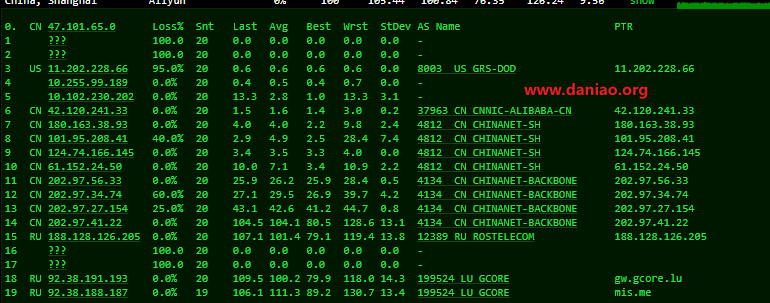 China, Shanghai Aliyun 0% 100 105.44 100.84 76.35 126.24 9.56 show
0. CN 47.101.65.0 Loss% Snt Last Avg Best Wrst StDev AS Name PTR
1 ??? 100.0 20 0.0 0.0 0.0 0.0 0.0 -
2 ??? 100.0 20 0.0 0.0 0.0 0.0 0.0 -
3 US 11.202.228.66 95.0% 20 0.6 0.6 0.6 0.6 0.0 8003 US GRS-DOD 11.202.228.66
4 10.255.99.189 0.0% 20 0.4 0.5 0.4 0.7 0.0 -
www.daniao.org
5 10.102.230.202 0.0% 20 13.3 2.8 1.0 13.3 3.1 -
6 CN 42.120.241.33 0.0% 20 1.5 1.6 1.4 3.0 0.2 37963 CN CNNIC-ALIBABA-CN 42.120.241.33
7 CN 180.163.38.93 0.0% 20 4.0 4.0 2.2 9.8 2.4 4812 CN CHINANET-SH 180.163.38.93
8 CN 101.95.208.41 40.0% 20 2.9 4.9 2.5 28.4 7.4 4812 CN CHINANET-SH 101.95.208.41
9 CN 124.74.166.145 0.0% 20 3.4 3.5 3.3 4.0 0.0 4812 CN CHINANET-SH 124.74.166.145
10 CN 61.152.24.50 0.0% 20 10.0 7.1 3.4 10.9 2.2 4812 CN CHINANET-SH 61.152.24.50
11 CN 202.97.56.33 0.0% 20 25.9 26.2 25.9 28.4 0.5 4134 CN CHINANET-BACKBONE 202.97.56.33
12 CN 202.97.34.74 60.0% 20 27.1 29.5 26.9 39.7 4.2 4134 CN CHINANET-BACKBONE 202.97.34.74
13 CN 202.97.27.154 25.0% 20 43.1 42.6 41.2 44.7 0.8 4134 CN CHINANET-BACKBONE 202.97.27.154
14 CN 202.97.41.22 0.0% 20 104.5 104.1 80.5 128.6 13.1 4134 CN CHINANET-BACKBONE 202.97.41.22
15 RU 188.128.126.205 0.0% 20 107.1 101.4 79.1 119.4 13.8 12389 RU ROSTELECOM 188.128.126.205
16 ??? 100.0 20 0.0 0.0 0.0 0.0 0.0 -
17 ??? 100.0 20 0.0 0.0 0.0 0.0 0.0 -
18 RU 92.38.191.193 0.0% 20 109.5 100.2 79.9 118.0 14.3 199524 LU GCORE gw.gcore.lu
19 RU 92.38.188.187 0.0% 19 106.1 111.3 89.2 130.7 13.4 199524 LU GCORE mis.me